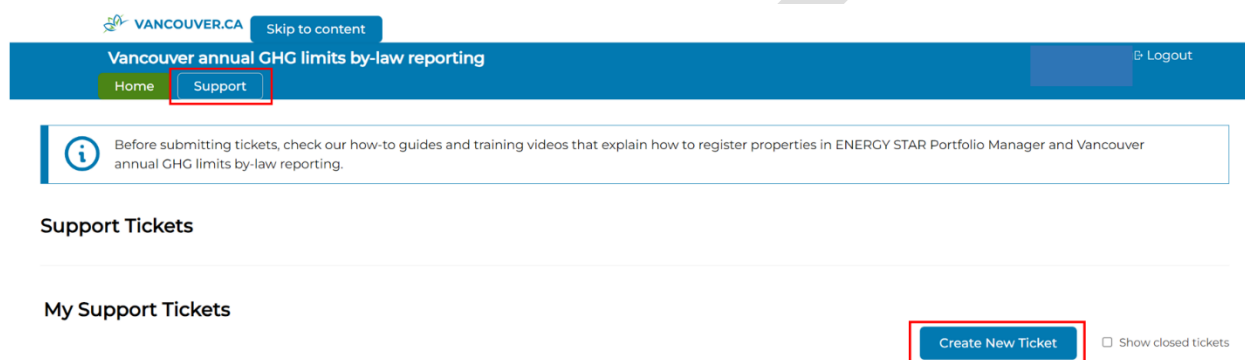 VANCOUVER.CA Skip to content
Vancouver annual GHG limits by-law reporting
Logout
Home Support
Before submitting tickets, check our how-to guides and training videos that explain how to register properties in ENERGY STAR Portfolio Manager and Vancouver
annual GHG limits by-law reporting.
Support Tickets
My Support Tickets
Create New Ticket Show closed tickets